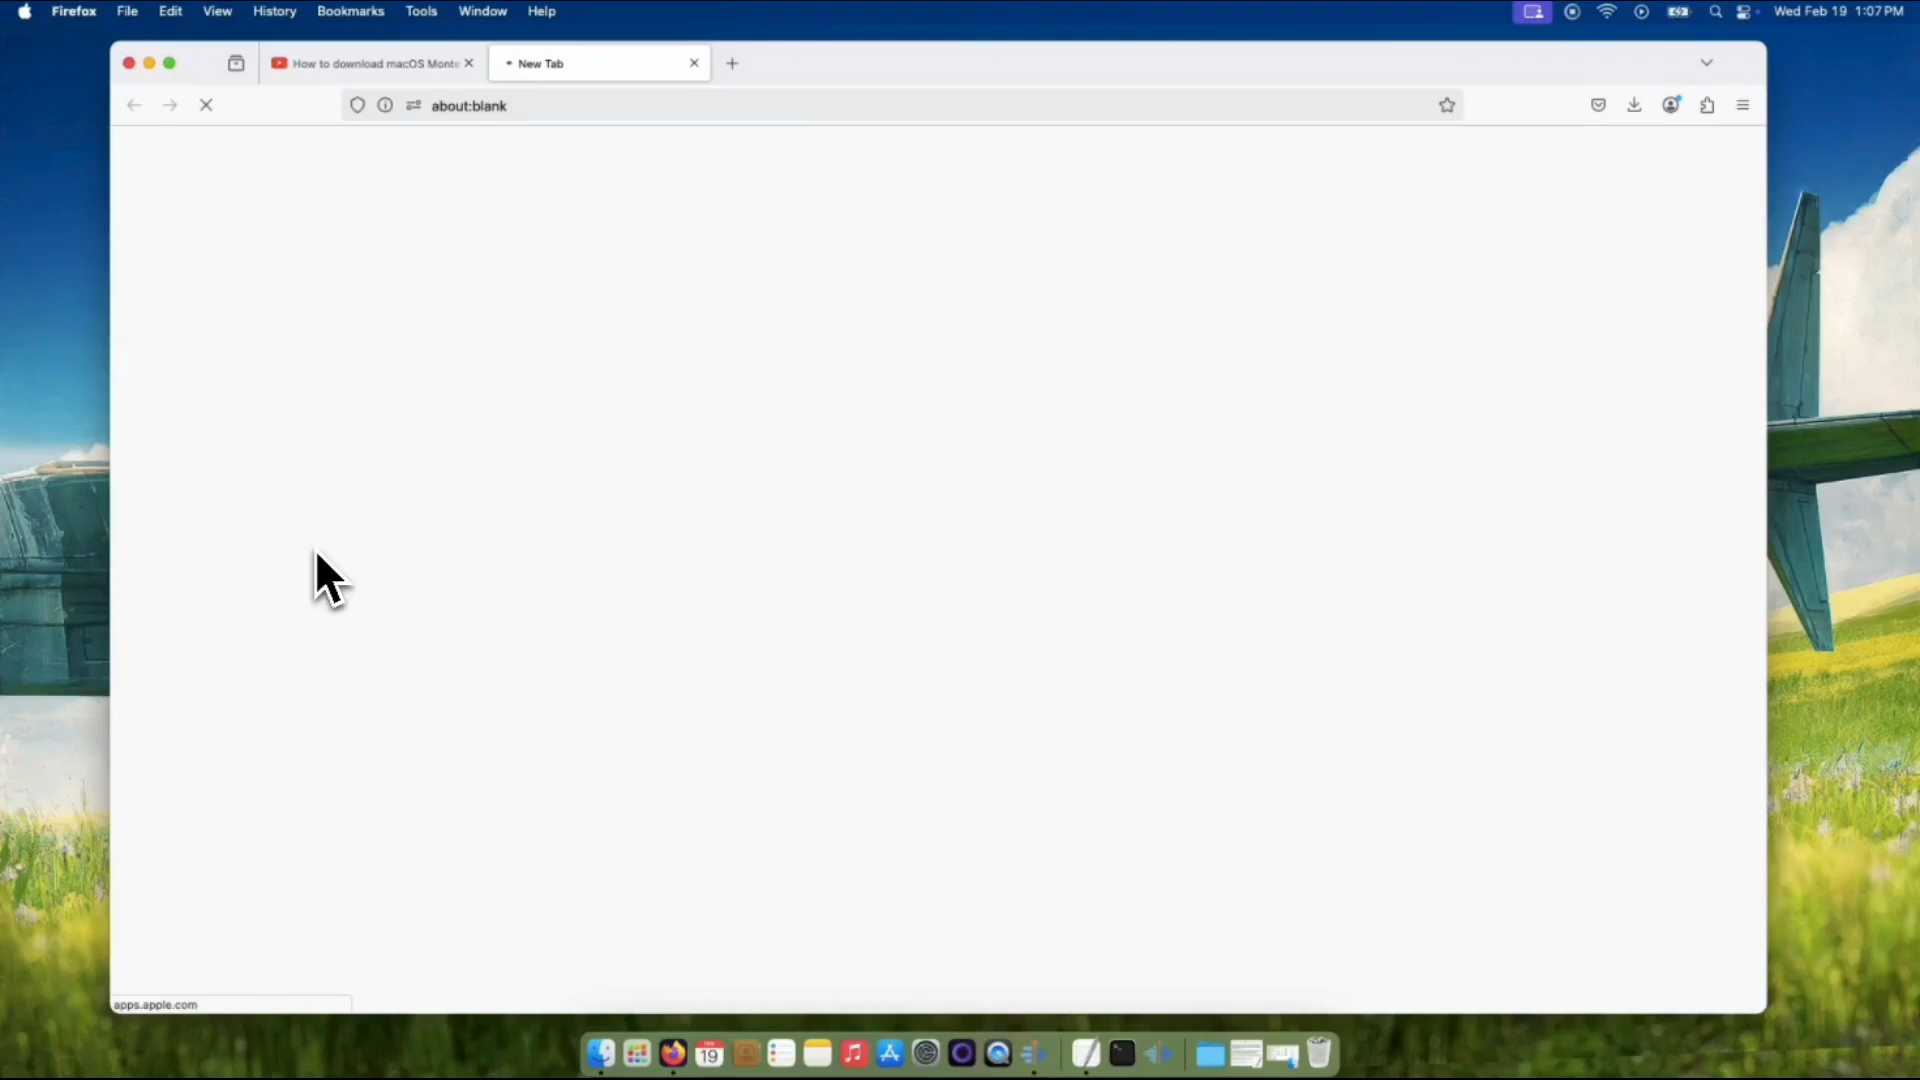 Firefox File Edit View History Bookmarks Tools Window Help Wed Feb 19 1:07 PM
How to download macOS Monte New Tab
about:blank
apps.apple.com
19